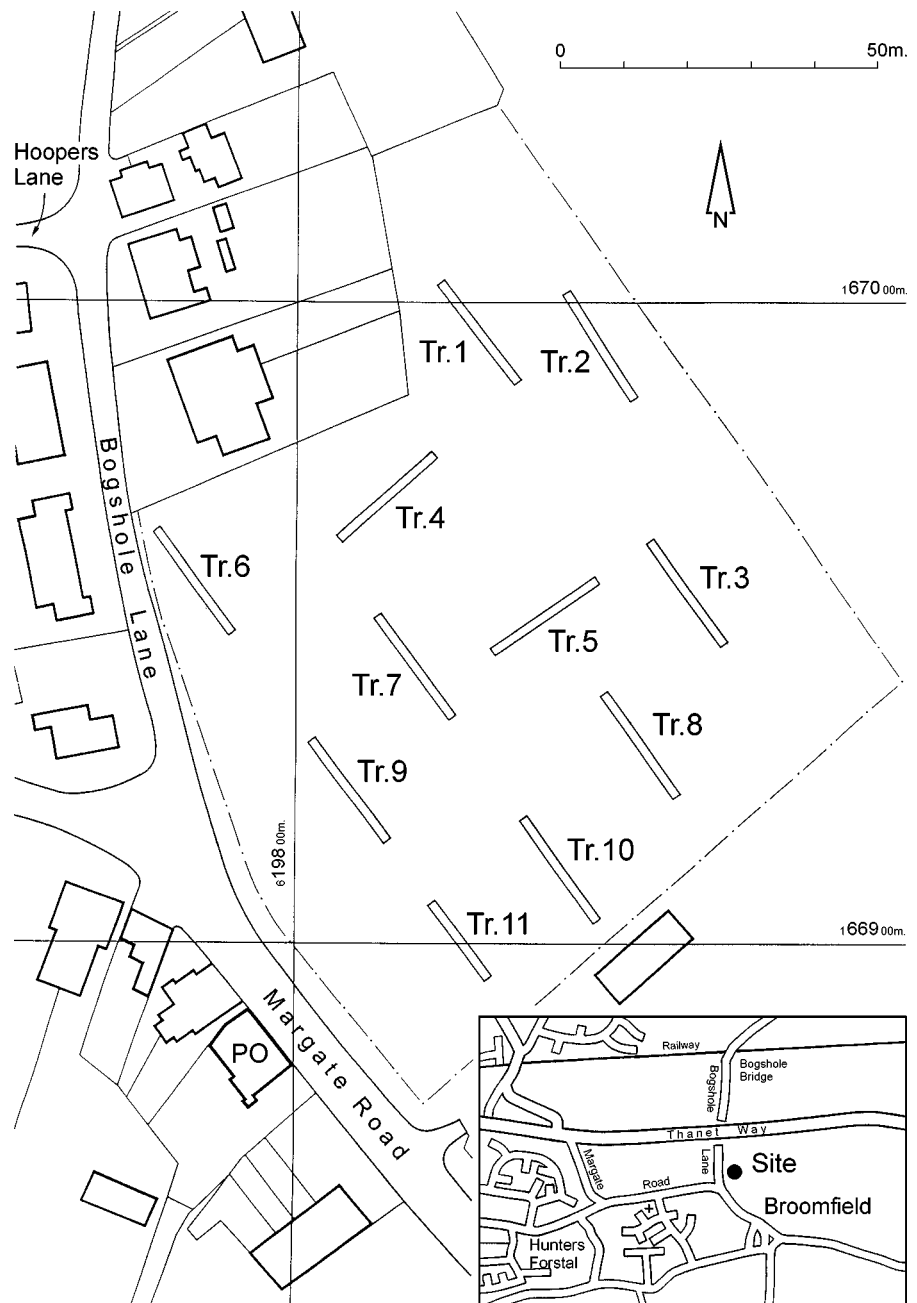 0
50m.
Hoopers
Lane
N
1670 00m.
Tr.1
Tr.2
Bogshole Lane
Tr.4
Tr.3
Tr.6
Tr.5
Tr.7
Tr.8
Tr.9
6198 00m.
Tr.10
Tr.11
1669 00m.
Margate Road
PO
Railway
Bogshole
Bogshole
Bridge
Thanet Way
Margate
Lane
Site
Road
Broomfield
Hunters
Forstal